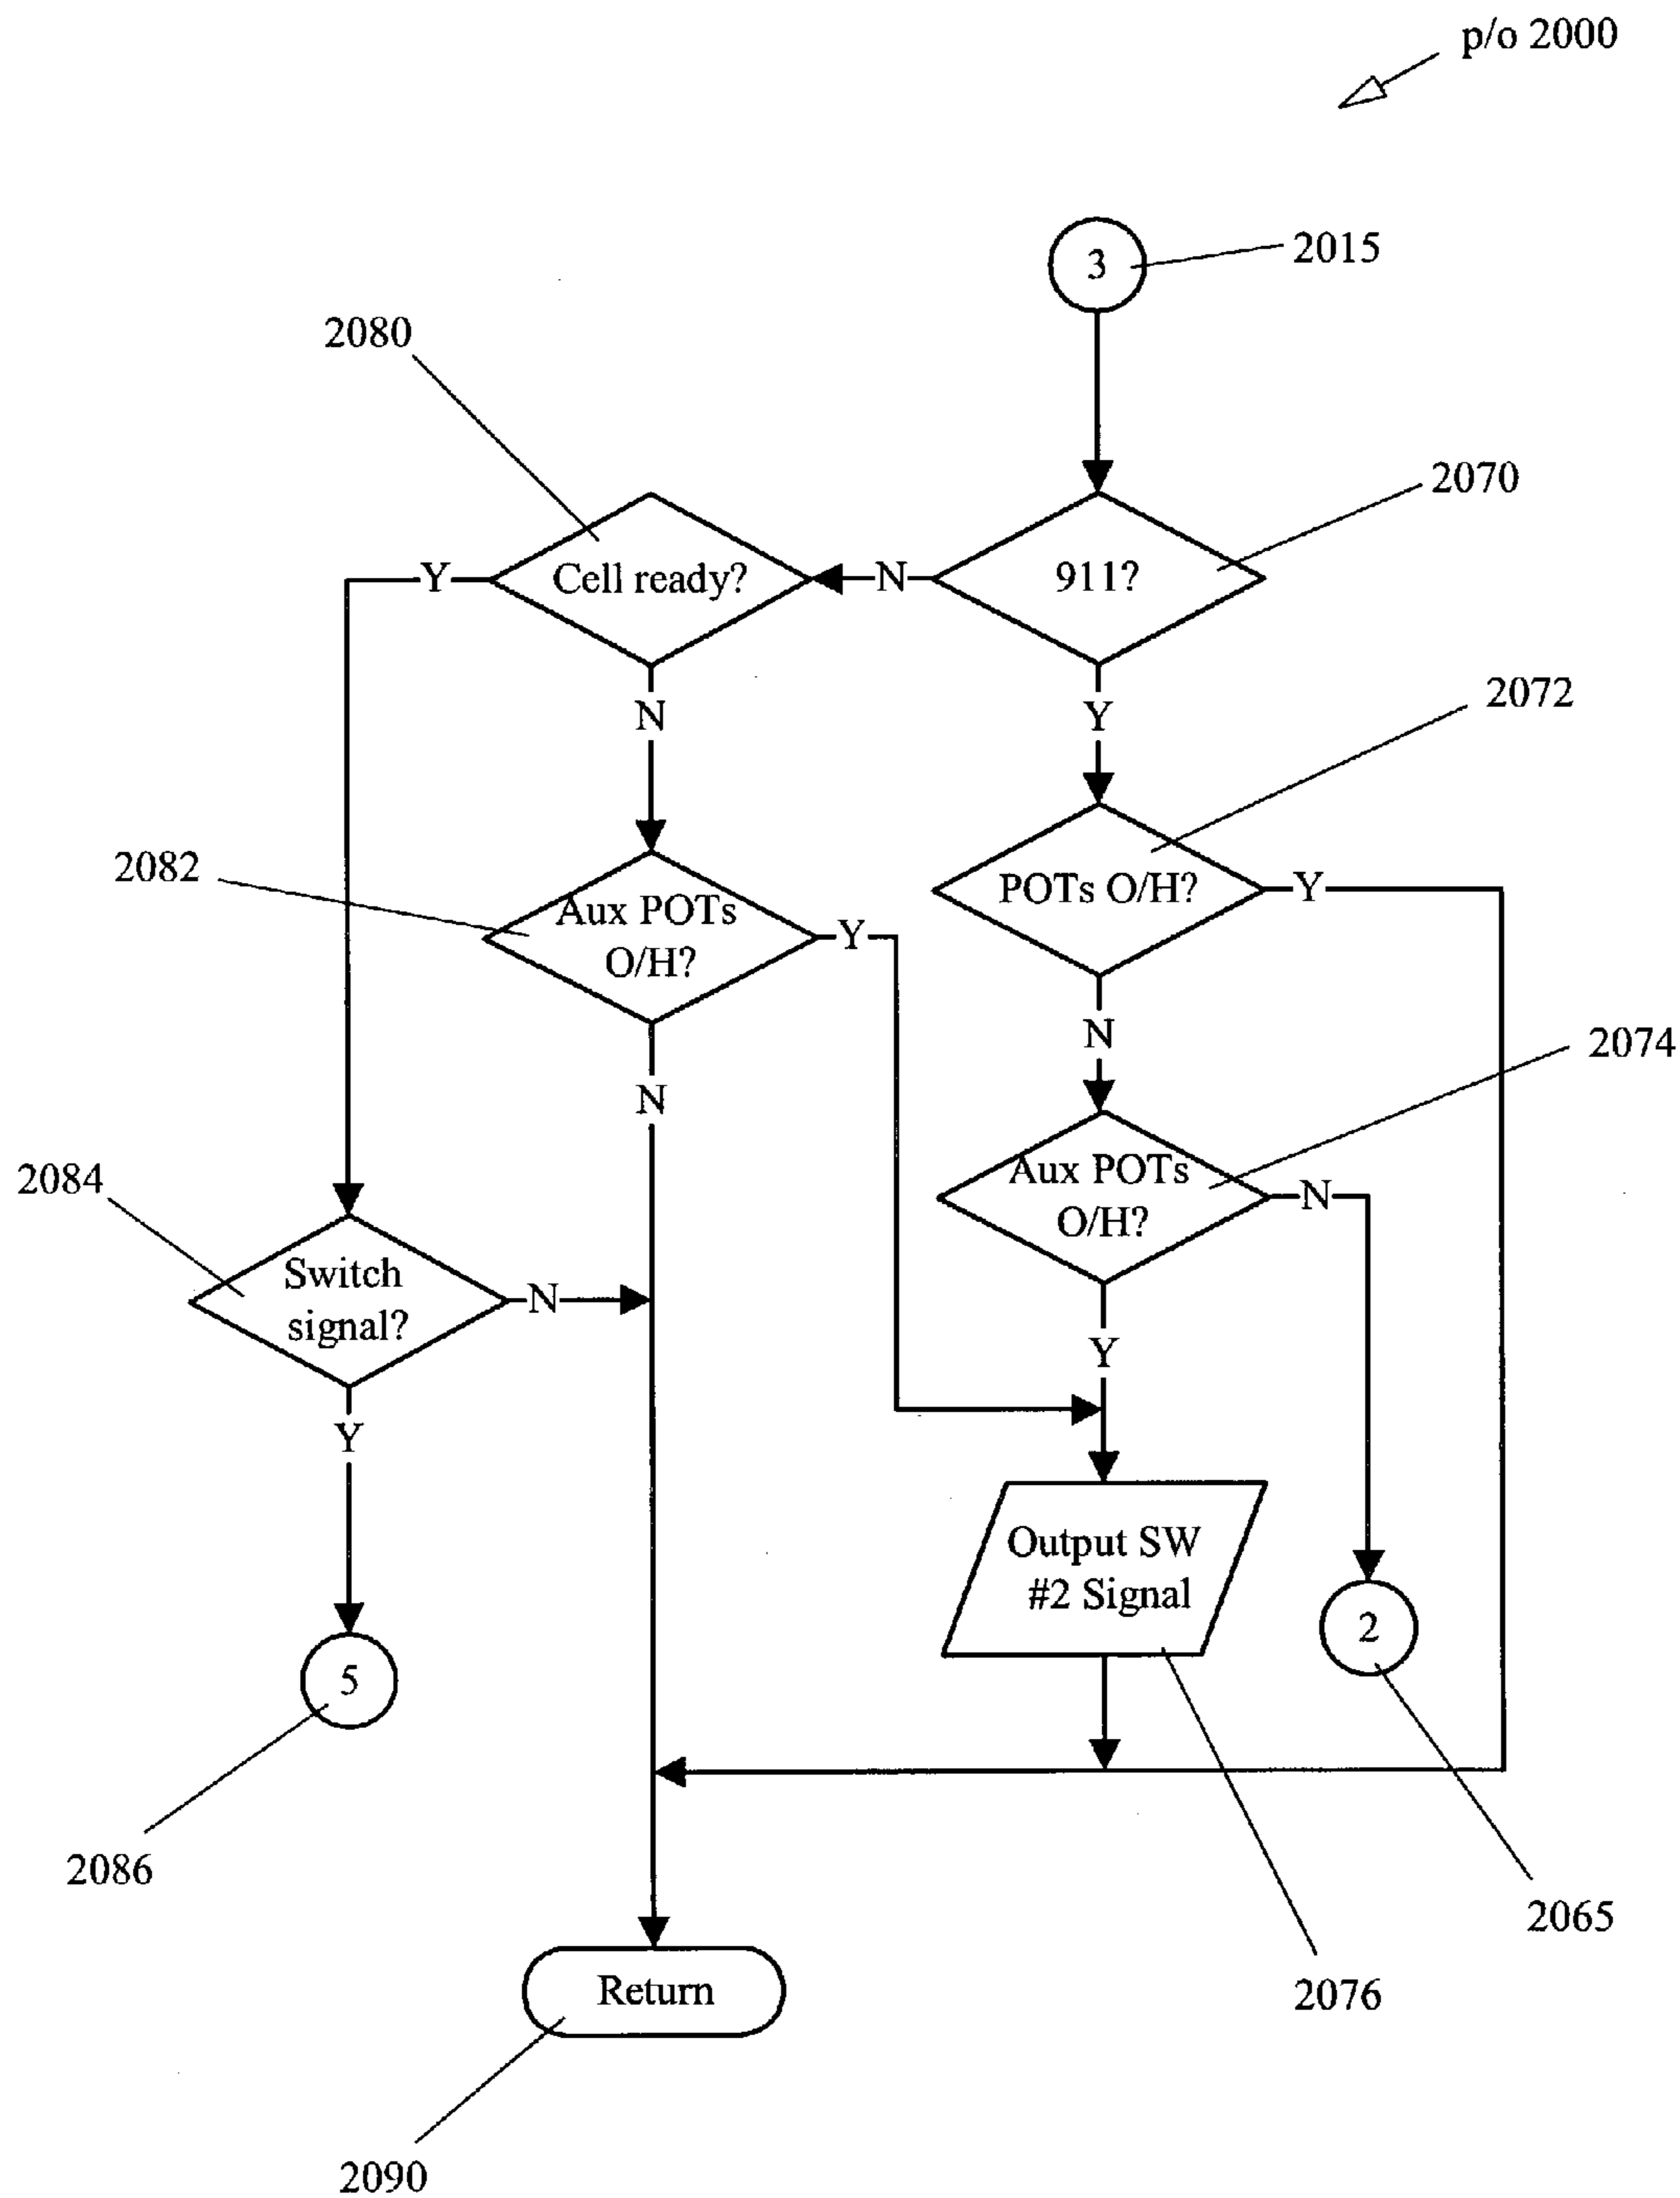 p/o 2000
3
2015
2080
2070
Cell ready?
N
911?
Y
N
Y
2072
2082
Aux POTs
O/H?
Y
POTs O/H?
Y
N
N
2074
Aux POTs
O/H?
N
2084
Switch
signal?
N
Y
Y
Output SW
#2 Signal
2
5
2086
2065
Return
2076
2090